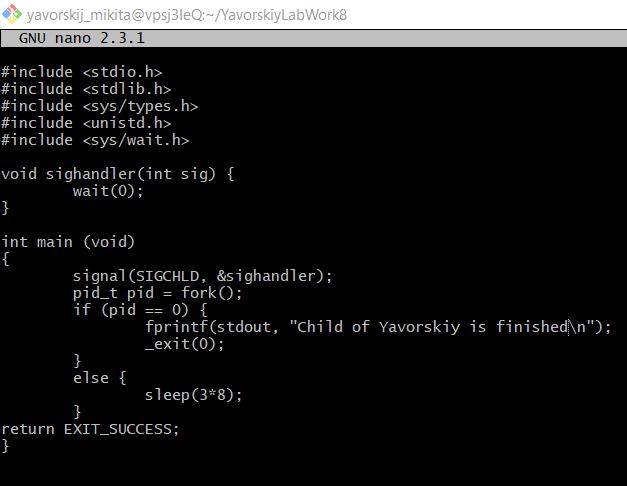 yavorskij_mikita@vpsj3IeQ:~/YavorskiyLabWork8
GNU nano 2.3.1
#include <stdio.h>
#include <stdlib.h>
#include <sys/types.h>
#include <unistd.h>
#include <sys/wait.h>
void sighandler(int sig) {
        wait(0);
}
int main (void)
{
        signal(SIGCHLD, &sighandler);
        pid_t pid = fork();
        if (pid == 0) {
                fprintf(stdout, "Child of Yavorskiy is finished\n");
                _exit(0);
        }
        else {
                sleep(3*8);
        }
return EXIT_SUCCESS;
}